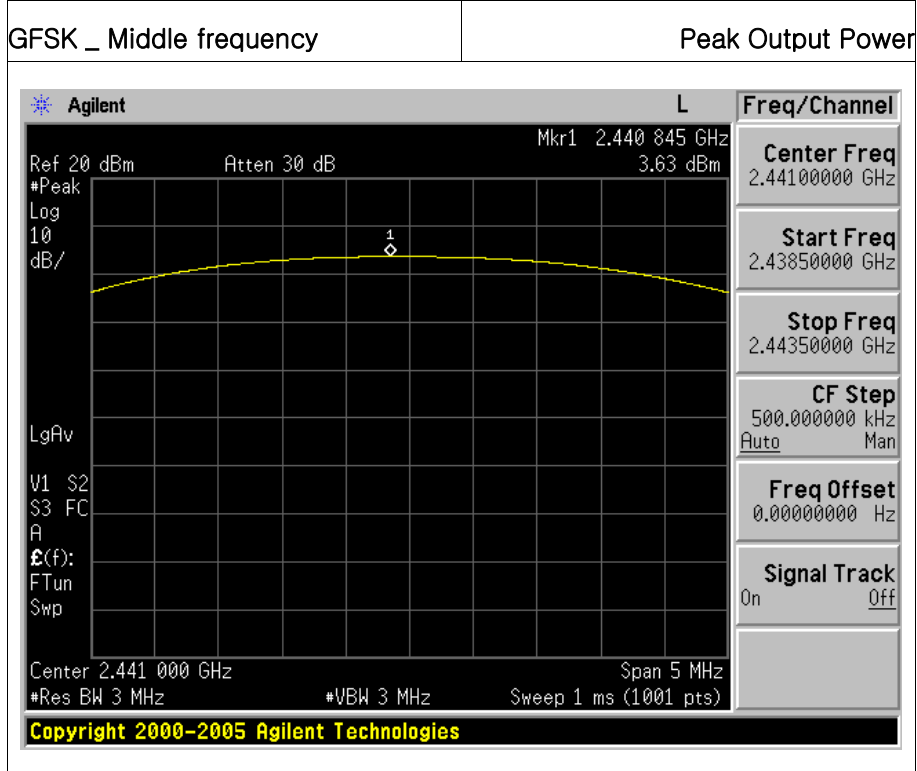 GFSK _ Middle frequency Peak Output Power
Agilent L Freq/Channel
Mkr1 2.440 845 GHz
Ref 20 dBm Atten 30 dB 3.63 dBm
#Peak
Log
10
dB/
1
LgAv
V1 S2
S3 FC
A
£(f):
FTun
Swp
Center 2.441 000 GHz Span 5 MHz
#Res BW 3 MHz #VBW 3 MHz Sweep 1 ms (1001 pts)
Center Freq
2.44100000 GHz
Start Freq
2.43850000 GHz
Stop Freq
2.44350000 GHz
CF Step
500.000000 kHz
Auto Man
Freq Offset
0.00000000 Hz
Signal Track
On Off
Copyright 2000-2005 Agilent Technologies